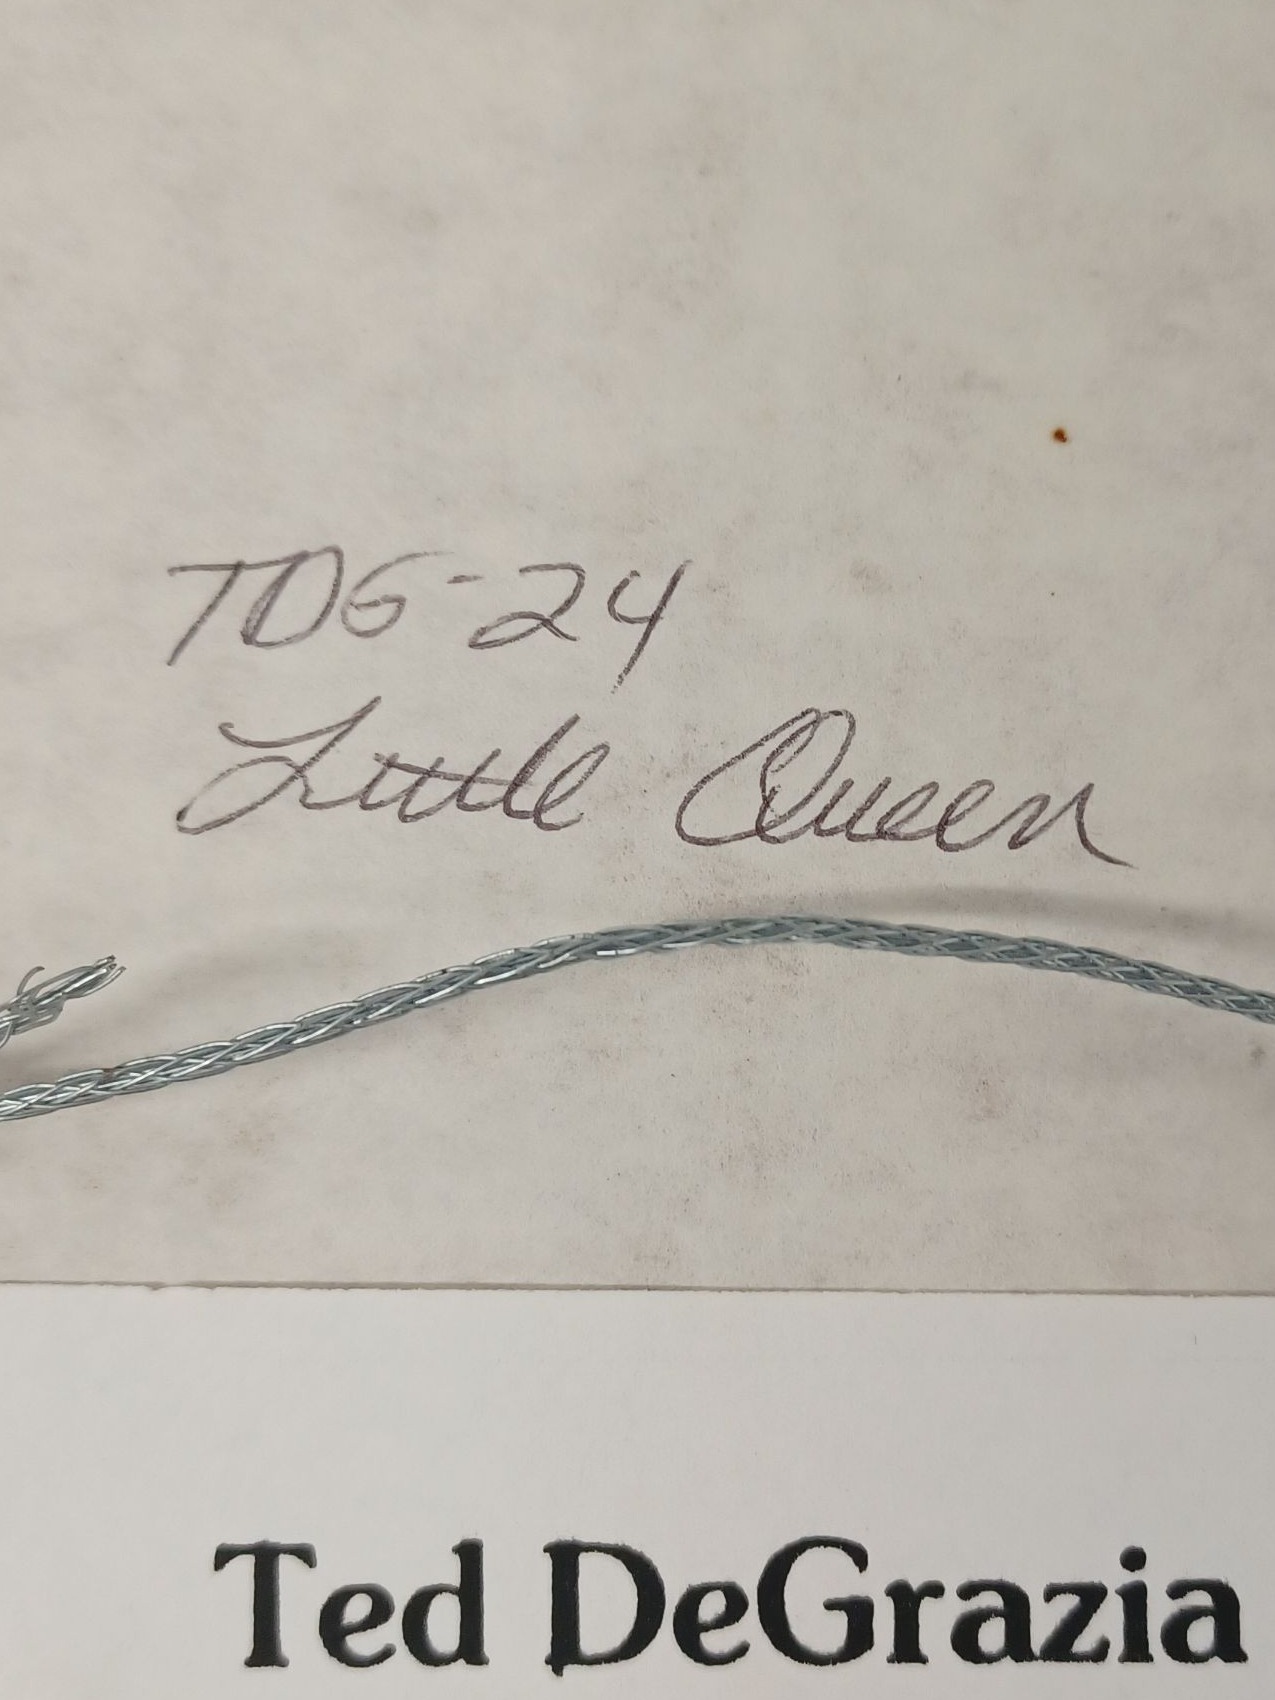 TDG-24
Little Queen
Ted DeGrazia